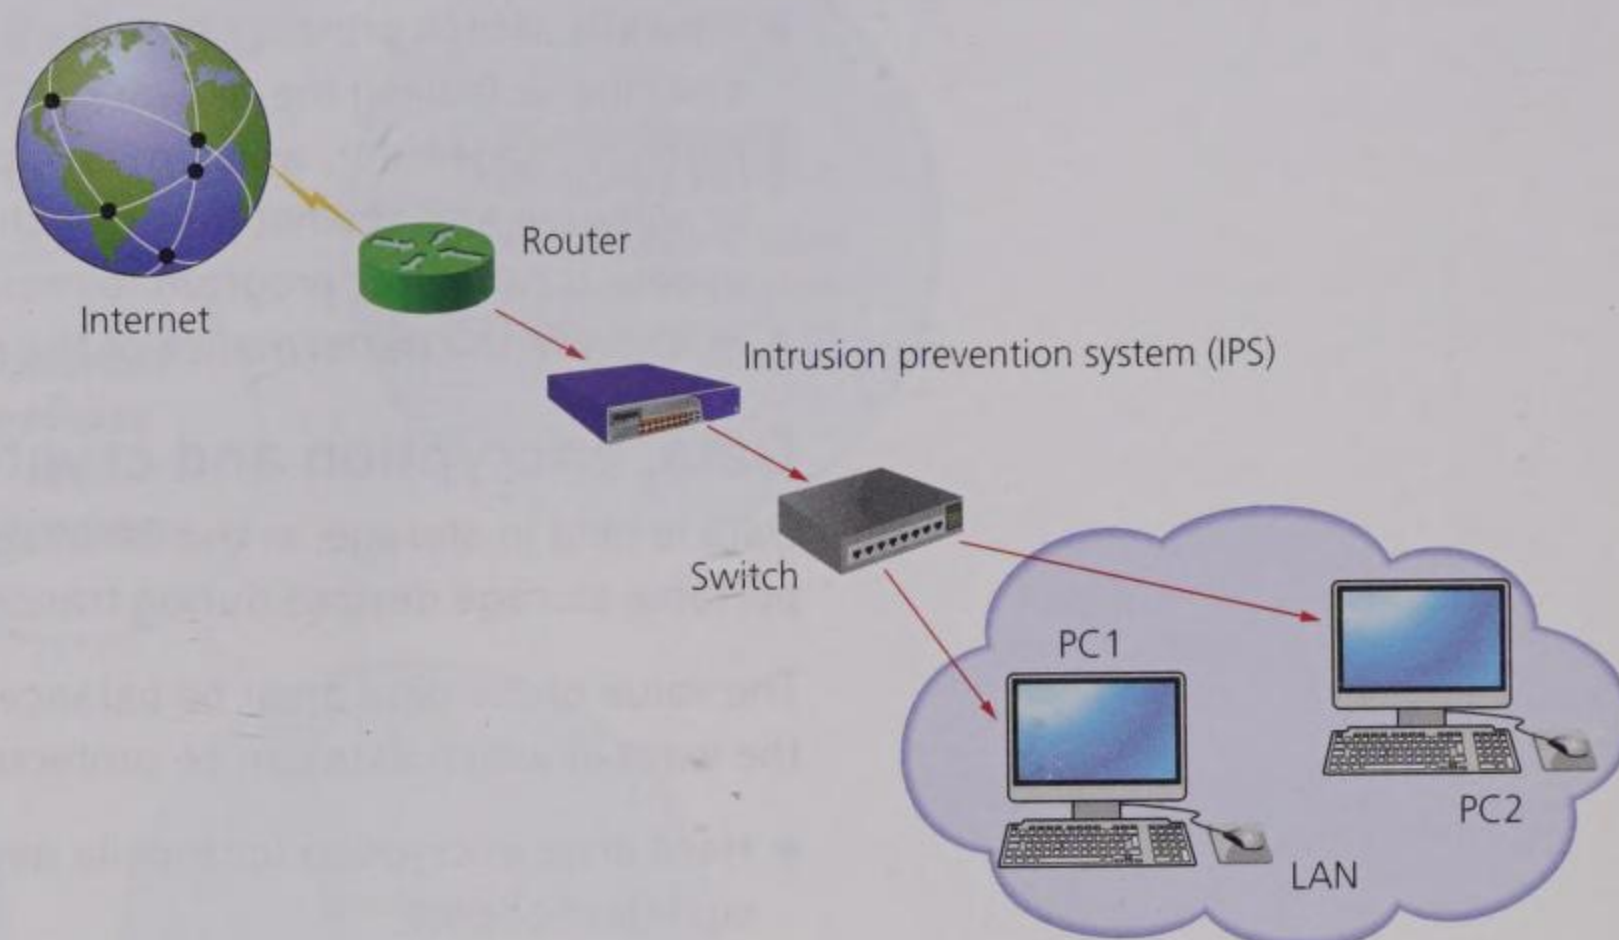 Internet
Router
Intrusion prevention system (IPS)
Switch
PC1
PC2
LAN